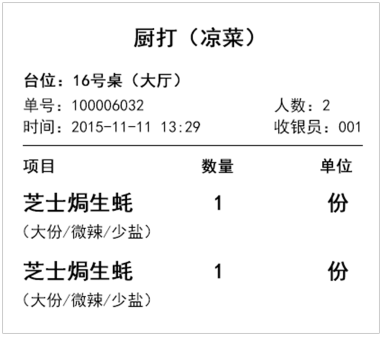 厨打（凉菜）
台位：16号桌（大厅）
单号：100006032 人数：2
时间：2015-11-11 13:29 收银员：001
项目 数量 单位
芝士焗生蚝 1 份
（大份/微辣/少盐）
芝士焗生蚝 1 份
（大份/微辣/少盐）